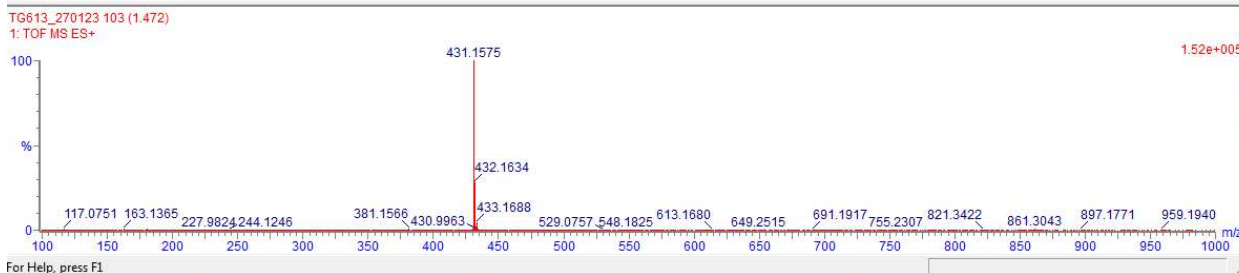 TG613_270123 103 (1.472)
1: TOF MS ES+
1.52e+005
431.1575
100
%
432.1634
433.1688
117.0751 163.1365 227.9824 244.1246 381.1566 430.9963 529.0757 548.1825 613.1680 649.2515 691.1917 755.2307 821.3422 861.3043 897.1771 959.1940
0
m/z
100 150 200 250 300 350 400 450 500 550 600 650 700 750 800 850 900 950 1000
For Help, press F1